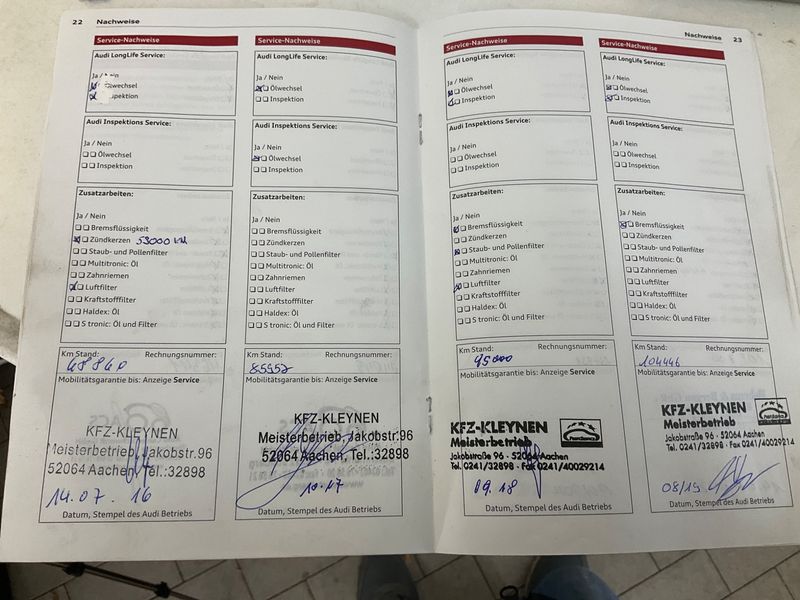 22 Nachweise
Service-Nachweise
Audi LongLife Service:
Ja / Nein
Ölwechsel
Inspektion
Audi Inspektions Service:
Ja / Nein
Ölwechsel
Inspektion
Zusatzarbeiten:
Ja / Nein
Bremsflüssigkeit
Zündkerzen 53000 KM
Staub- und Pollenfilter
Multitronic: Öl
Zahnriemen
Luftfilter
Kraftstofffilter
Haldex: Öl
S tronic: Öl und Filter
Km Stand: Rechnungsnummer:
Mobilitätsgarantie bis: Anzeige Service
KFZ-KLEYNEN
Meisterbetrieb, Jakobstr.96
52064 Aachen, Tel.:32898
14.07.16
Datum, Stempel des Audi Betriebs
Service-Nachweise
Audi LongLife Service:
Ja / Nein
Ölwechsel
Inspektion
Audi Inspektions Service:
Ja / Nein
Ölwechsel
Inspektion
Zusatzarbeiten:
Ja / Nein
Bremsflüssigkeit
Zündkerzen
Staub- und Pollenfilter
Multitronic: Öl
Zahnriemen
Luftfilter
Kraftstofffilter
Haldex: Öl
S tronic: Öl und Filter
Km Stand: Rechnungsnummer:
85957
Mobilitätsgarantie bis: Anzeige Service
KFZ-KLEYNEN
Meisterbetrieb, Jakobstr.96
52064 Aachen, Tel.:32898
10.17
Datum, Stempel des Audi Betriebs
Nachweise 23
Service-Nachweise
Audi LongLife Service:
Ja / Nein
Ölwechsel
Inspektion
Audi Inspektions Service:
Ja / Nein
Ölwechsel
Inspektion
Zusatzarbeiten:
Ja / Nein
Bremsflüssigkeit
Zündkerzen
Staub- und Pollenfilter
Multitronic: Öl
Zahnriemen
Luftfilter
Kraftstofffilter
Haldex: Öl
S tronic: Öl und Filter
Km Stand: Rechnungsnummer:
95000
Mobilitätsgarantie bis: Anzeige Service
KFZ-KLEYNEN
Meisterbetrieb
Jakobstraße 96 · 52064 Aachen
Tel. 0241/32898 · Fax 0241/40029214
09.18
Datum, Stempel des Audi Betriebs
Service-Nachweise
Audi LongLife Service:
Ja / Nein
Ölwechsel
Inspektion
Audi Inspektions Service:
Ja / Nein
Ölwechsel
Inspektion
Zusatzarbeiten:
Ja / Nein
Bremsflüssigkeit
Zündkerzen
Staub- und Pollenfilter
Multitronic: Öl
Zahnriemen
Luftfilter
Kraftstofffilter
Haldex: Öl
S tronic: Öl und Filter
Km Stand: Rechnungsnummer:
104446
Mobilitätsgarantie bis: Anzeige Service
KFZ-KLEYNEN
Meisterbetrieb
Jakobstraße 96 · 52064 Aachen
Tel. 0241/32898 · Fax 0241/40029214
08/19
Datum, Stempel des Audi Betriebs